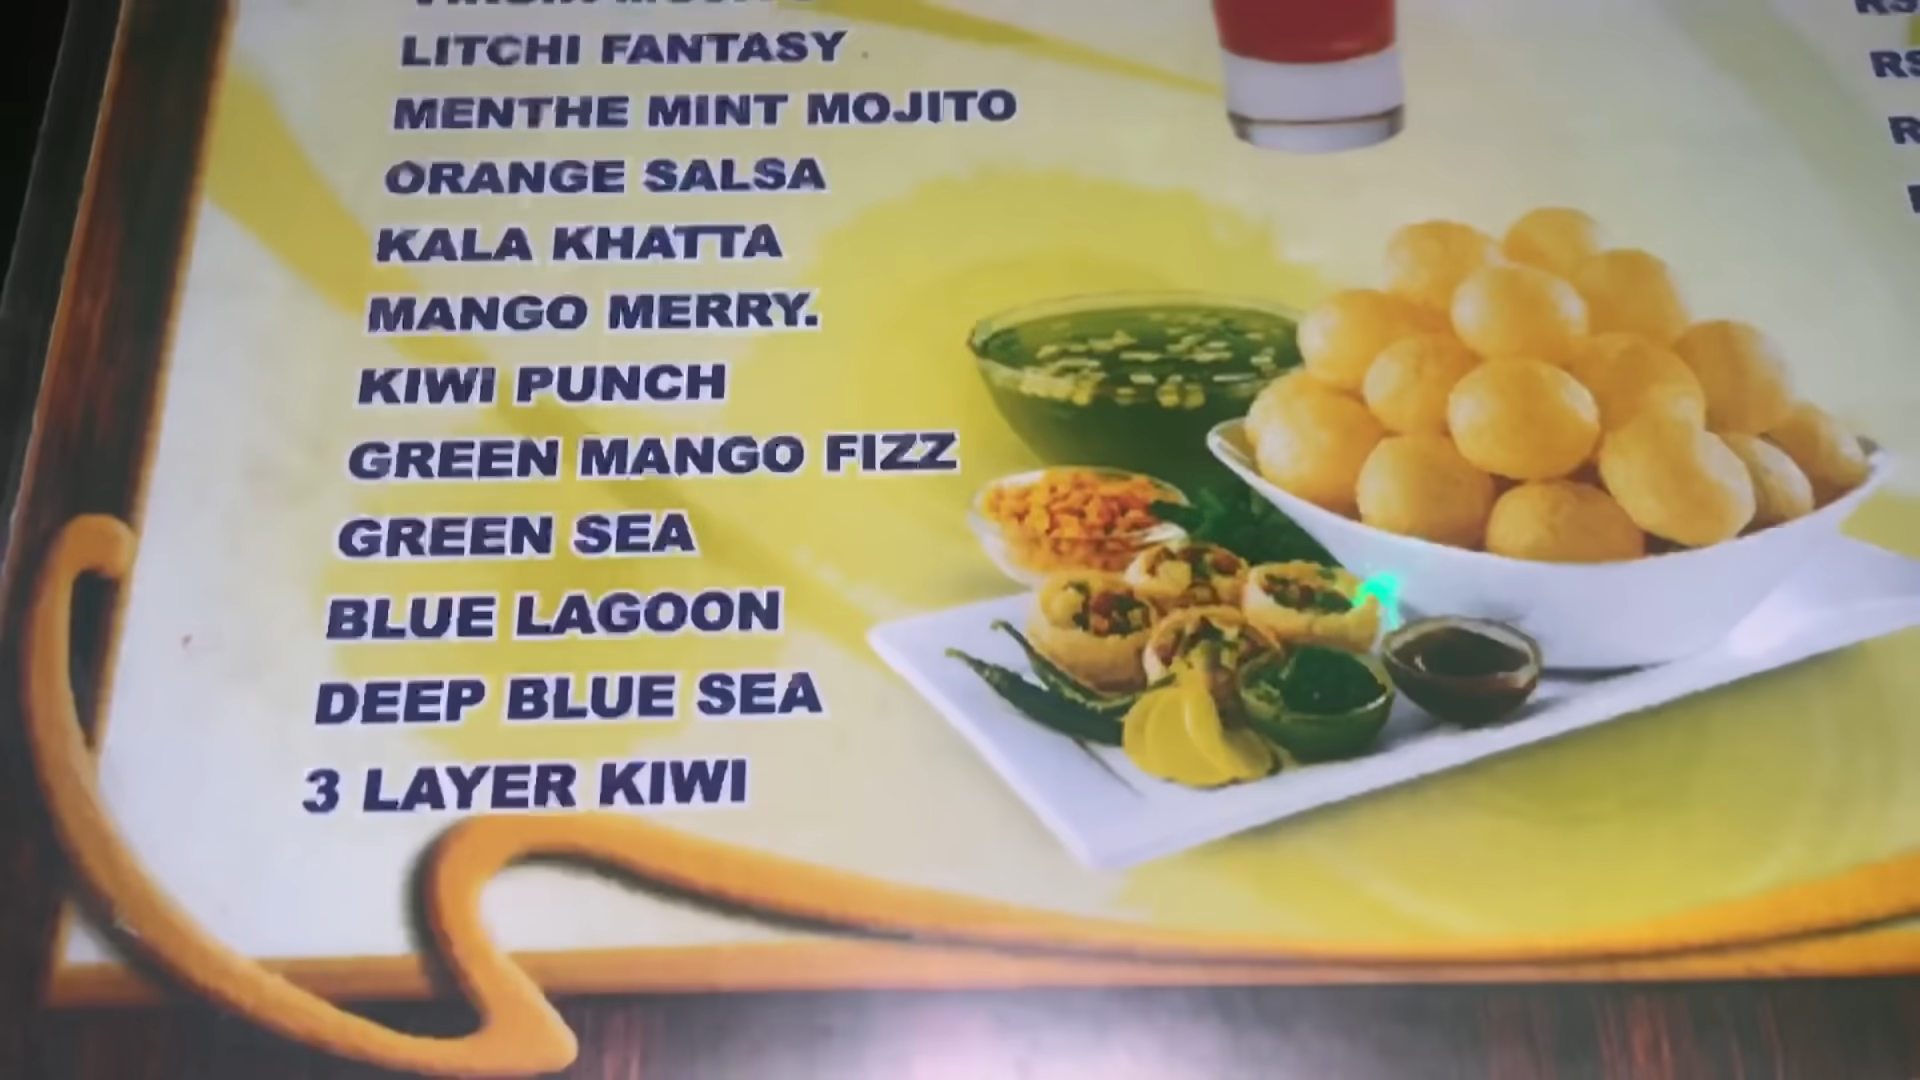 LITCHI FANTASY
MENTHE MINT MOJITO
ORANGE SALSA
KALA KHATTA
MANGO MERRY.
KIWI PUNCH
GREEN MANGO FIZZ
GREEN SEA
BLUE LAGOON
DEEP BLUE SEA
3 LAYER KIWI
RS